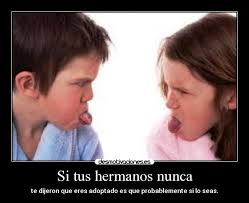 desmotivaciones.es
Si tus hermanos nunca
te dijeron que eres adoptado es que probablemente si lo seas.